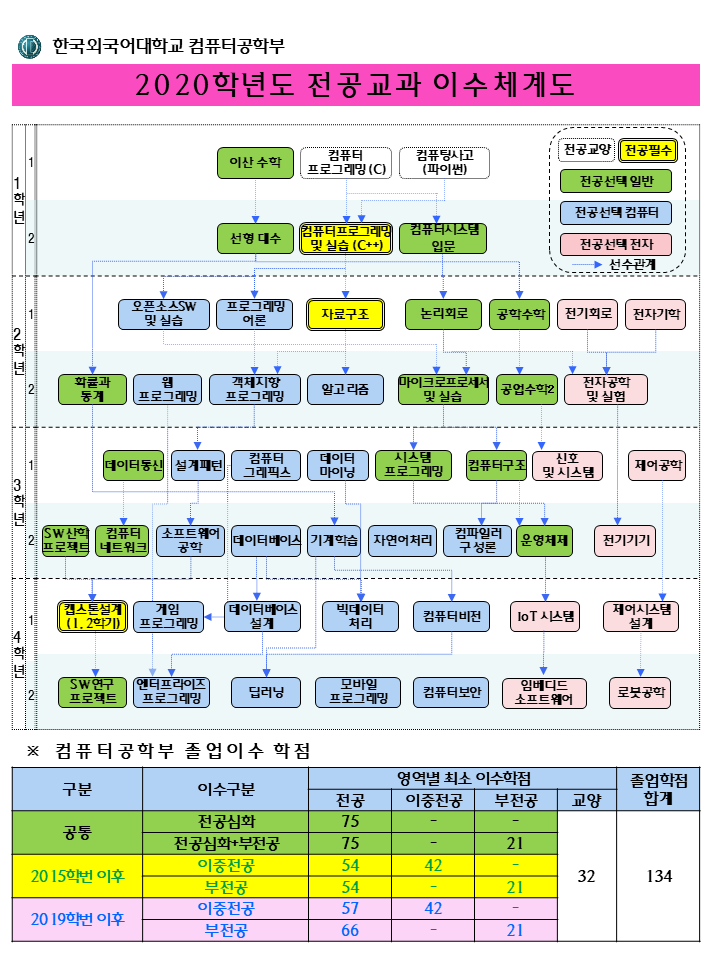 한국외국어대학교 컴퓨터공학부
2020학년도 전공교과 이수체계도
전공교양
전공필수
전공선택 일반
전공선택 컴퓨터
전공선택 전자
선수관계
1학년
1
이산 수학
컴퓨터
프로그래밍(C)
컴퓨팅사고
(파이썬)
2
선형 대수
컴퓨터프로그래밍
및 실습 (C++)
컴퓨터시스템
입문
2학년
1
오픈소스SW
및 실습
프로그래밍
어론
자료구조
논리회로
공학수학
전기회로
전자기학
2
확률과
통계
웹
프로그래밍
객체지향
프로그래밍
알고리즘
마이크로프로세서
및 실습
공업수학2
전자공학
및 실험
3학년
1
데이터통신
설계패턴
컴퓨터
그래픽스
데이터
마이닝
시스템
프로그래밍
컴퓨터구조
신호
및 시스템
제어공학
2
SW산학
프로젝트
컴퓨터
네트워크
소프트웨어
공학
데이터베이스
기계학습
자연어처리
컴파일러
구성론
운영체제
전기기기
4학년
1
캡스톤설계
(1, 2학기)
게임
프로그래밍
데이터베이스
설계
빅데이터
처리
컴퓨터비전
IoT 시스템
제어시스템
설계
2
SW연구
프로젝트
엔터프라이즈
프로그래밍
딥러닝
모바일
프로그래밍
컴퓨터보안
임베디드
소프트웨어
로봇공학
※ 컴퓨터공학부 졸업이수 학점
구분 이수구분 영역별 최소 이수학점 졸업학점 합계
전공 이중전공 부전공 교양
공통 전공심화 75 - - 32 134
전공심화+부전공 75 - 21
2015학번 이후 이중전공 54 42 -
부전공 54 - 21
2019학번 이후 이중전공 57 42 -
부전공 66 - 21